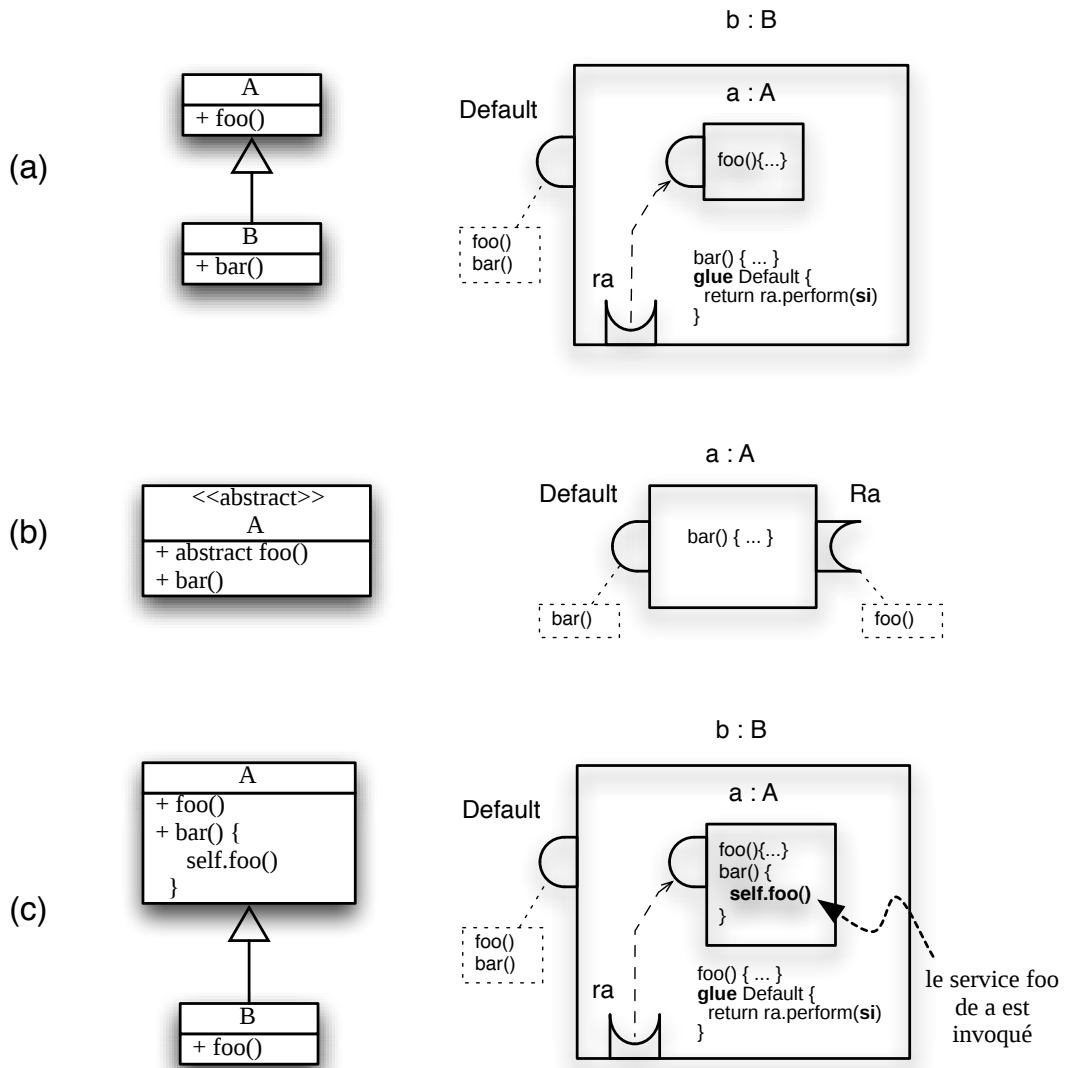 (a)
A
+ foo()
B
+ bar()
b : B
Default
foo()
bar()
a : A
foo(){...}
ra
bar() { ... }
glue Default {
return ra.perform(si)
}
(b)
<<abstract>>
A
+ abstract foo()
+ bar()
a : A
Default
Ra
bar() { ... }
bar()
foo()
(c)
A
+ foo()
+ bar() {
self.foo()
}
B
+ foo()
b : B
Default
foo()
bar()
a : A
foo(){...}
bar() {
self.foo()
}
ra
foo() { ... }
glue Default {
return ra.perform(si)
}
le service foo
de a est
invoqué